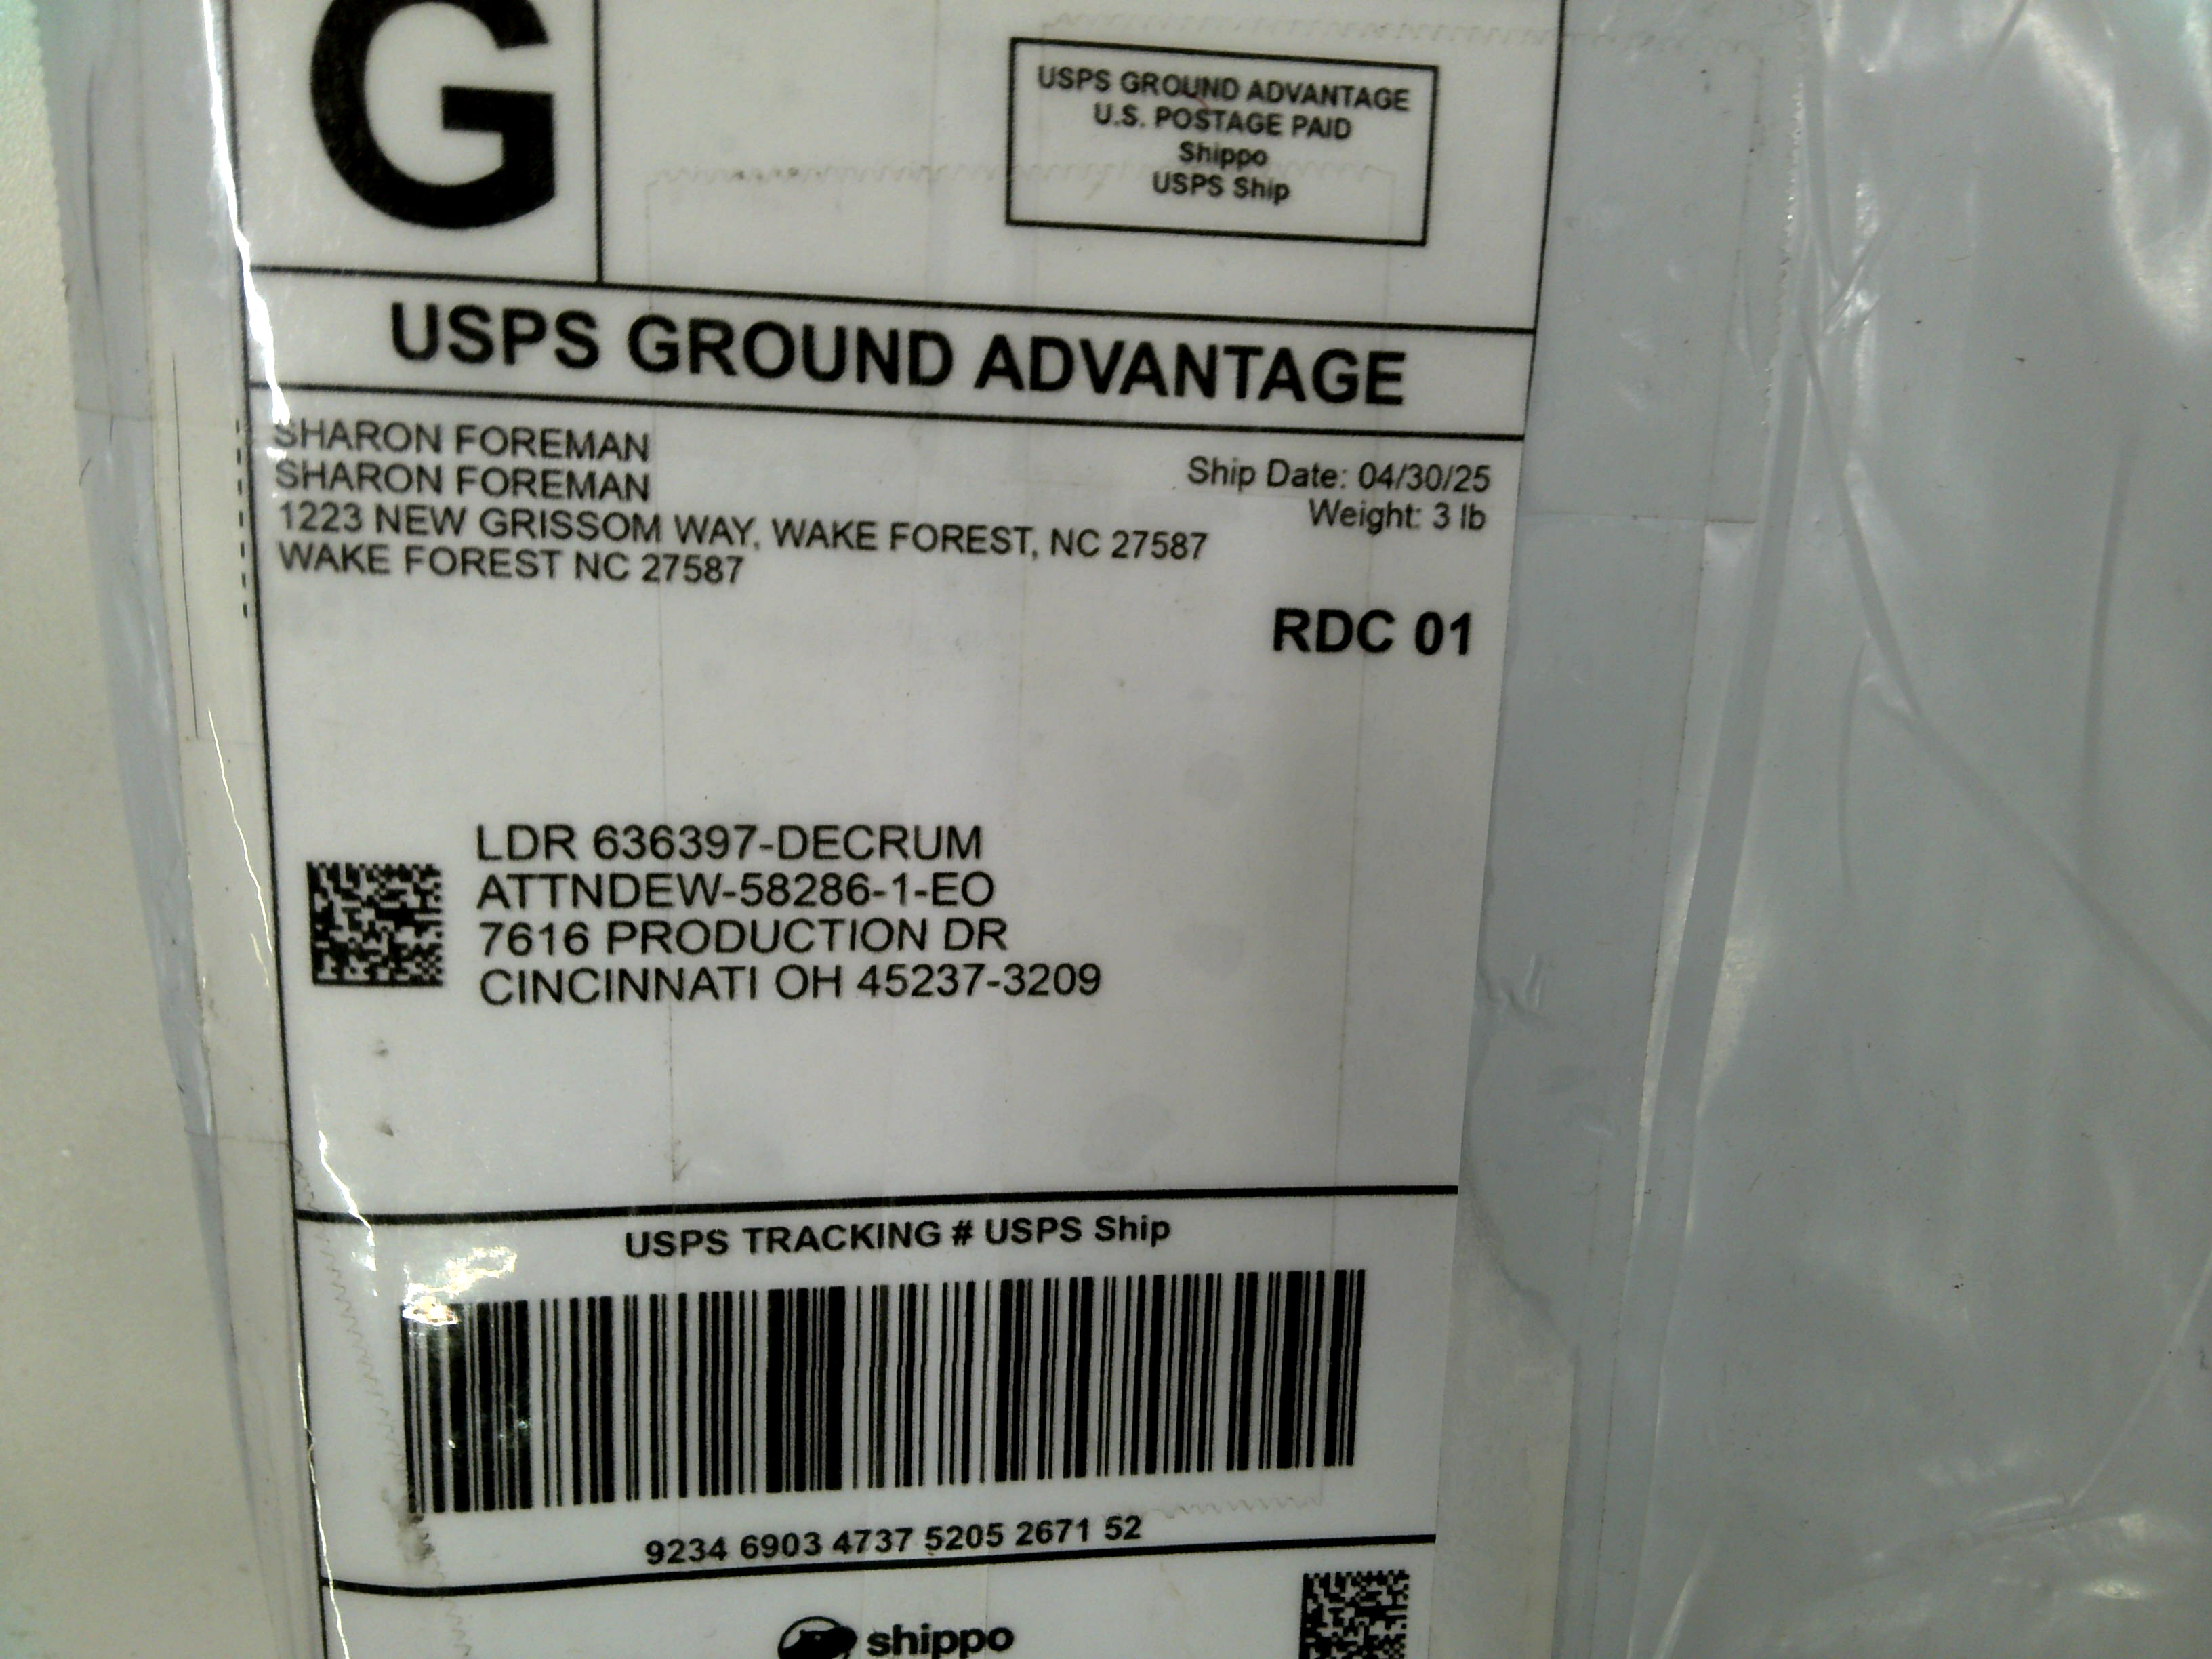 G
USPS GROUND ADVANTAGE
U.S. POSTAGE PAID
Shippo
USPS Ship
USPS GROUND ADVANTAGE
SHARON FOREMAN
SHARON FOREMAN
1223 NEW GRISSOM WAY, WAKE FOREST, NC 27587
WAKE FOREST NC 27587
Ship Date: 04/30/25
Weight: 3 lb
RDC 01
LDR 636397-DECRUM
ATTNDEW-58286-1-EO
7616 PRODUCTION DR
CINCINNATI OH 45237-3209
USPS TRACKING # USPS Ship
9234 6903 4737 5205 2671 52
shippo